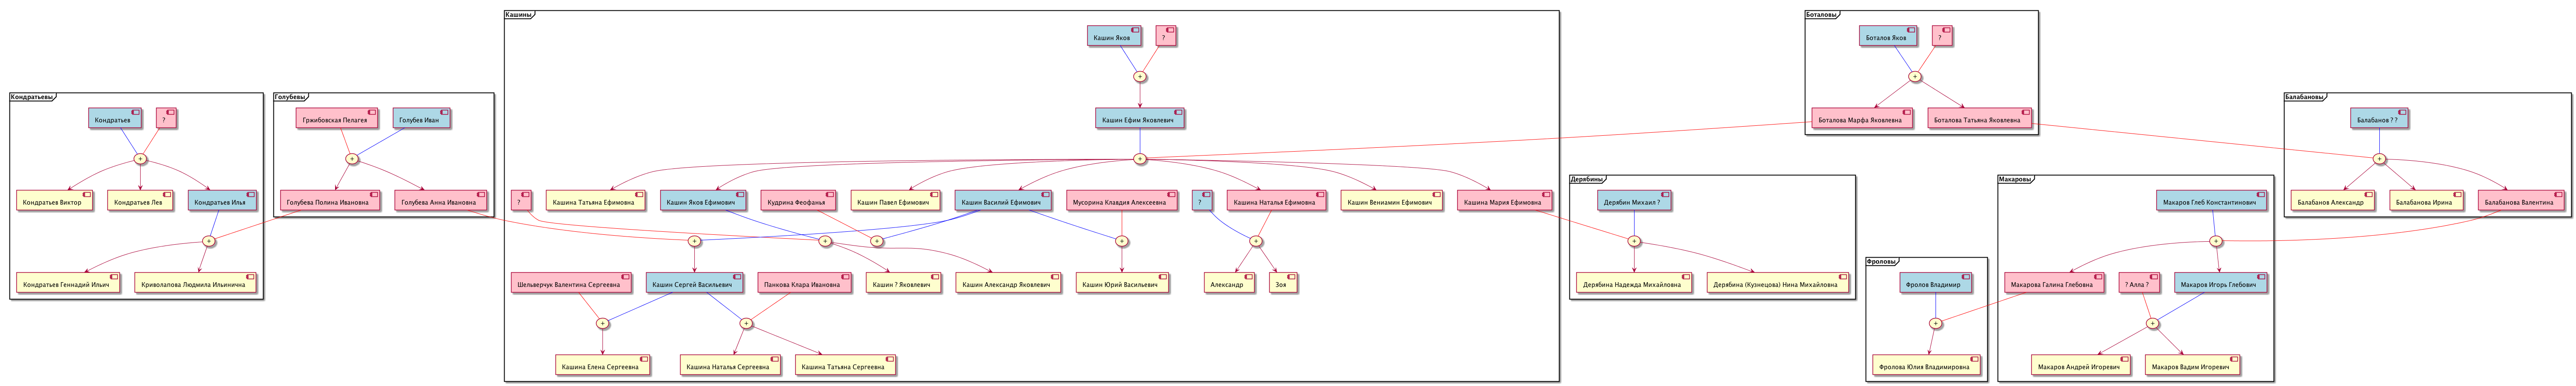 Кашины
Кашин Яков
?
+
Кашин Ефим Яковлевич
+
Кашина Татьяна Ефимовна
Кашин Яков Ефимович
Кудрина Феофанья
Кашин Павел Ефимович
Кашин Василий Ефимович
Мусорина Клавдия Алексеевна
?
Кашина Наталья Ефимовна
Кашин Вениамин Ефимович
Кашина Мария Ефимовна
?
+
+
+
+
+
Шельверчук Валентина Сергеевна
Кашин Сергей Васильевич
Панкова Клара Ивановна
Кашин ? Яковлевич
Кашин Александр Яковлевич
Кашин Юрий Васильевич
Александр
Зоя
+
+
Кашина Елена Сергеевна
Кашина Наталья Сергеевна
Кашина Татьяна Сергеевна
Боталовы
Боталов Яков
?
+
Боталова Марфа Яковлевна
Боталова Татьяна Яковлевна
Кондратьевы
Кондратьев
?
+
Кондратьев Виктор
Кондратьев Лев
Кондратьев Илья
+
Кондратьев Геннадий Ильич
Криволапова Людмила Ильинична
Голубевы
Гржибовская Пелагея
Голубев Иван
+
Голубева Полина Ивановна
Голубева Анна Ивановна
Балабановы
Балабанов ? ?
+
Балабанов Александр
Балабанова Ирина
Балабанова Валентина
Дерябины
Дерябин Михаил ?
+
Дерябина Надежда Михайловна
Дерябина (Кузнецова) Нина Михайловна
Макаровы
Макаров Глеб Константинович
+
Макарова Галина Глебовна
? Алла ?
Макаров Игорь Глебович
+
Макаров Андрей Игоревич
Макаров Вадим Игоревич
Фроловы
Фролов Владимир
+
Фролова Юлия Владимировна